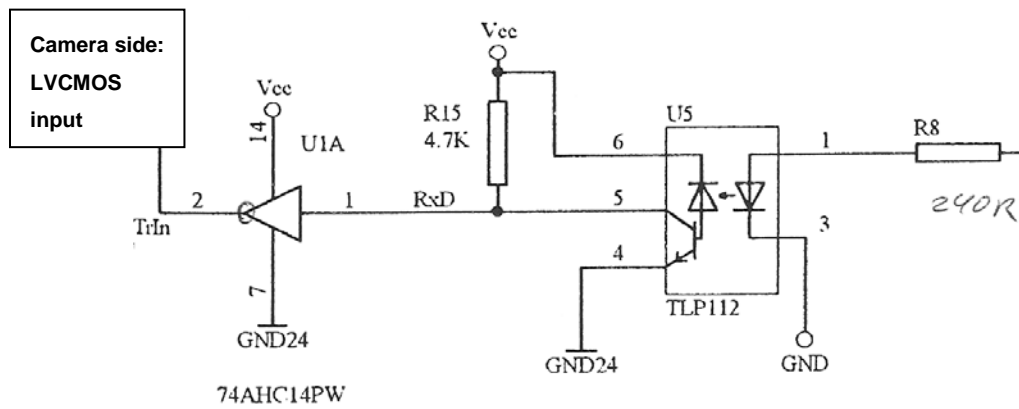 Camera side:
LVCMOS
input
Vcc
14
U1A
2
TrIn
1
RxD
7
GND24
74AHC14PW
Vcc
R15
4.7K
U5
6
5
4
1
3
TLP112
GND24
GND
R8
240R